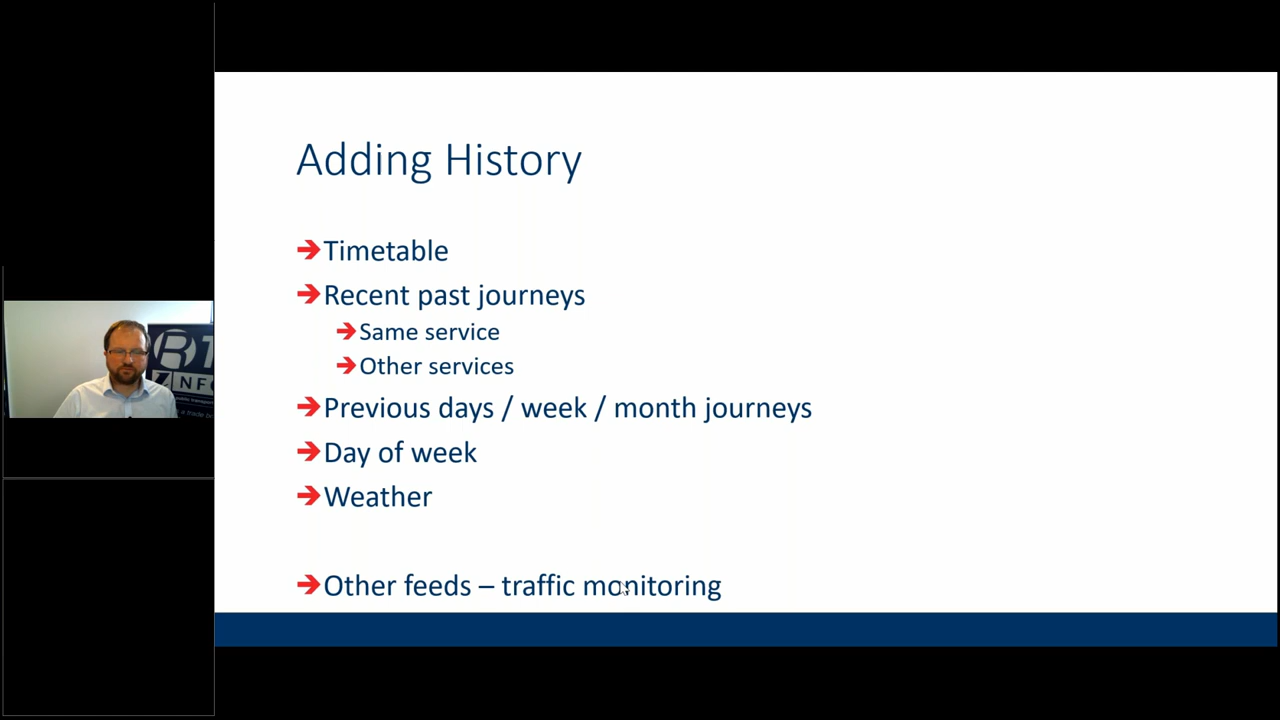 Adding History
Timetable
Recent past journeys
Same service
Other services
Previous days / week / month journeys
Day of week
Weather
Other feeds – traffic monitoring